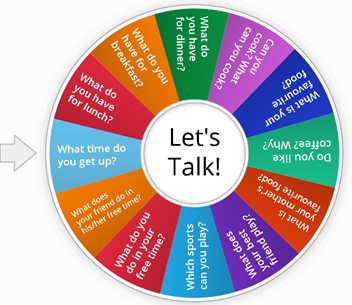 Let's
Talk!
What do
you have
for dinner?
Can you
cook? What
can you cook?
What is your
favourite
food?
Do you like
coffee? Why?
What is
your mother's
favourite food?
What does
your best
friend play?
Which sports
can you play?
What do you
do in your
free time?
What does
your friend do in
his/her free time?
What time do
you get up?
What do
you have
for lunch?
What do you
have for
breakfast?